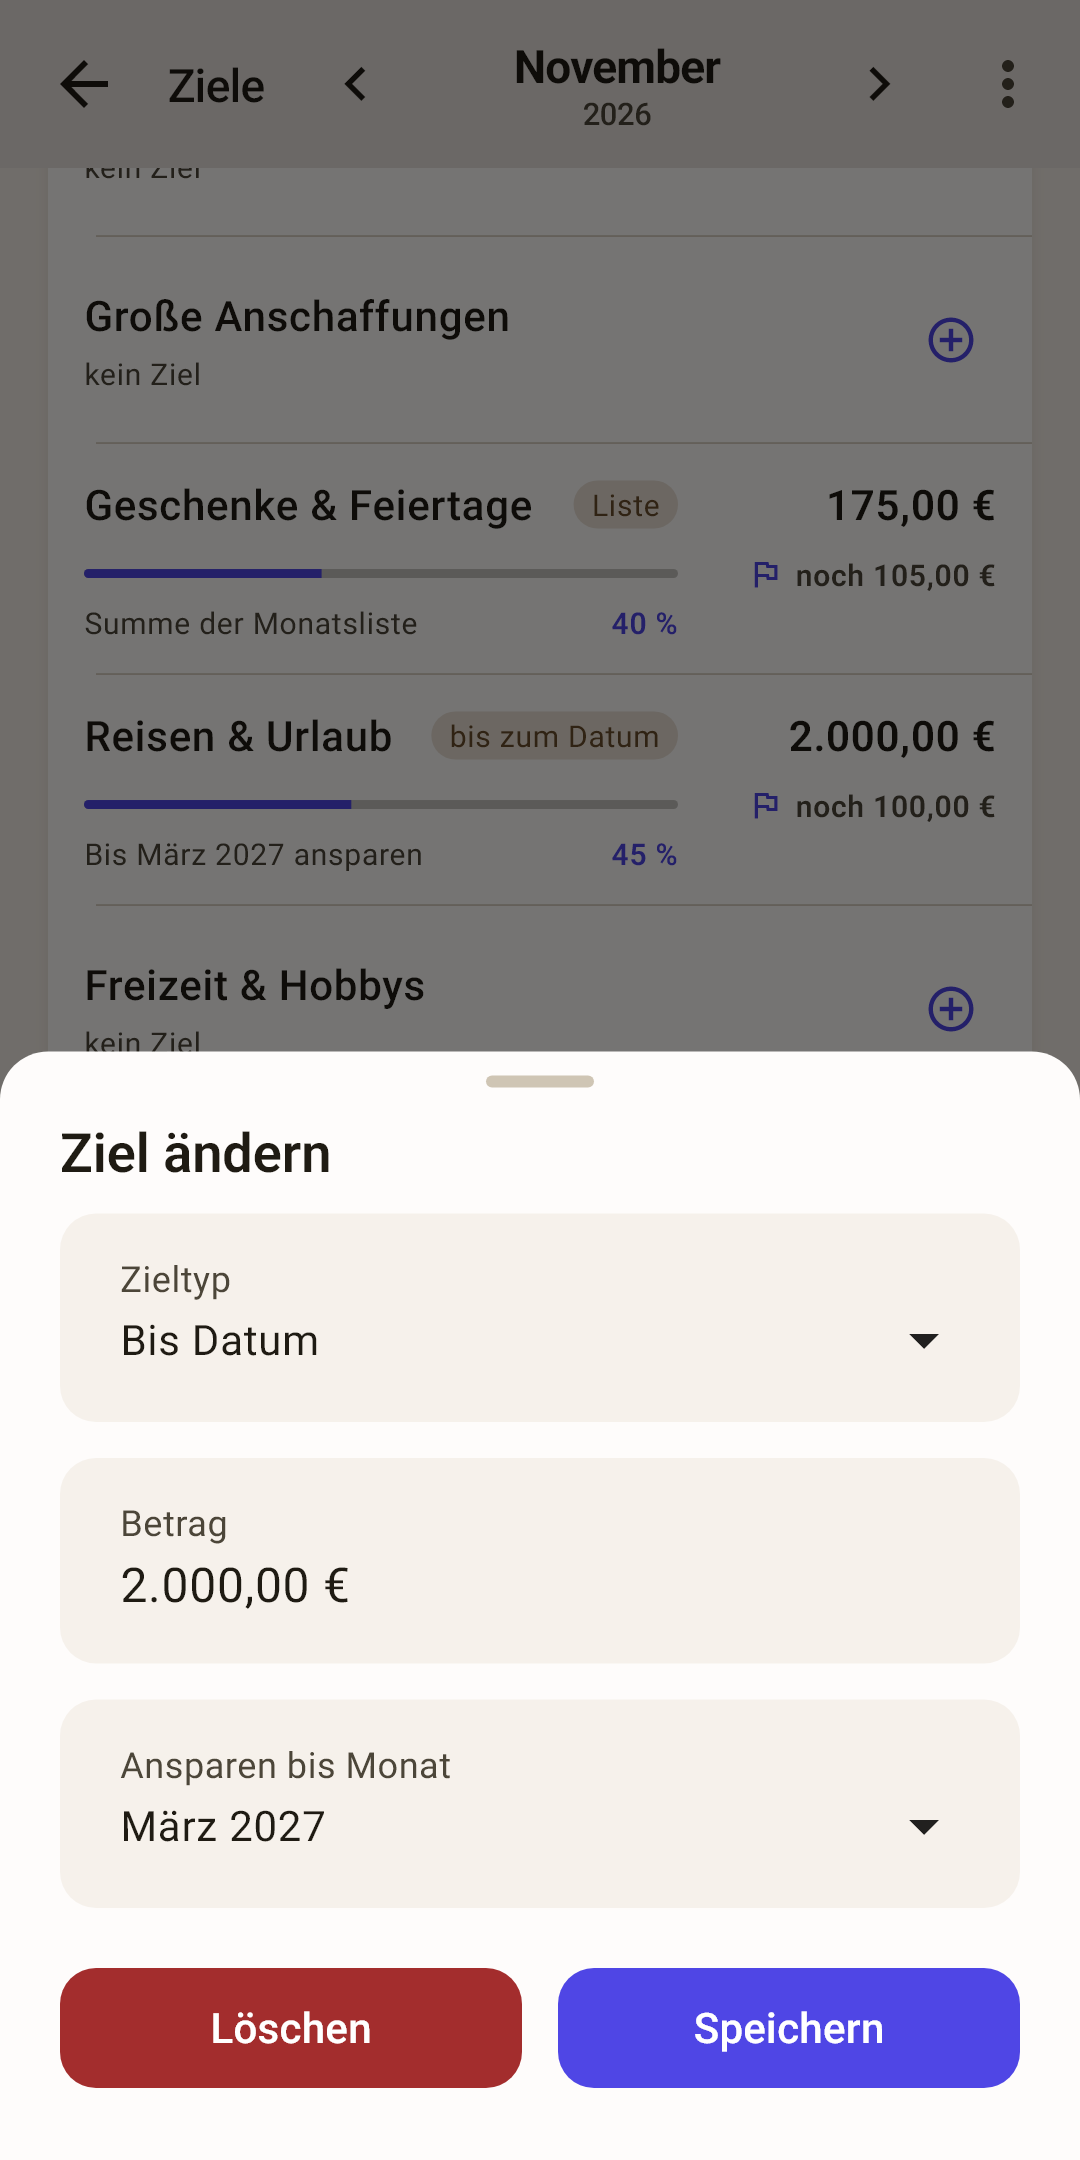 Ziele
November
2026
kein Ziel
Große Anschaffungen
kein Ziel
Geschenke & Feiertage
Liste
175,00 €
noch 105,00 €
Summe der Monatsliste
40 %
Reisen & Urlaub
bis zum Datum
2.000,00 €
noch 100,00 €
Bis März 2027 ansparen
45 %
Freizeit & Hobbys
kein Ziel
Ziel ändern
Zieltyp
Bis Datum
Betrag
2.000,00 €
Ansparen bis Monat
März 2027
Löschen
Speichern